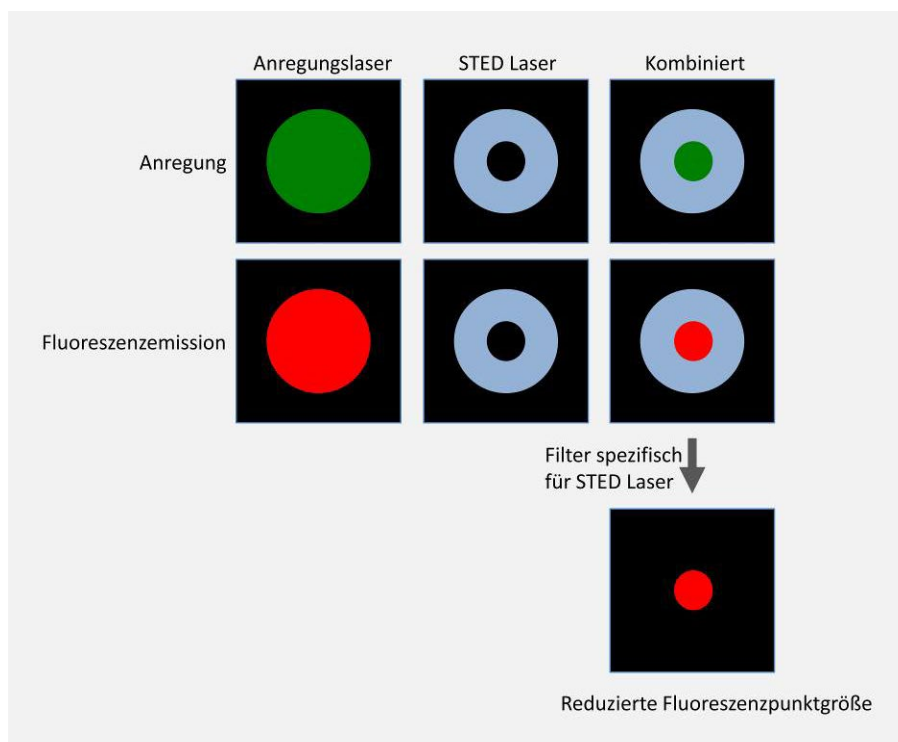 Anregungslaser
STED Laser
Kombiniert
Anregung
Fluoreszenzemission
Filter spezifisch
für STED Laser
Reduzierte Fluoreszenzpunktgröße